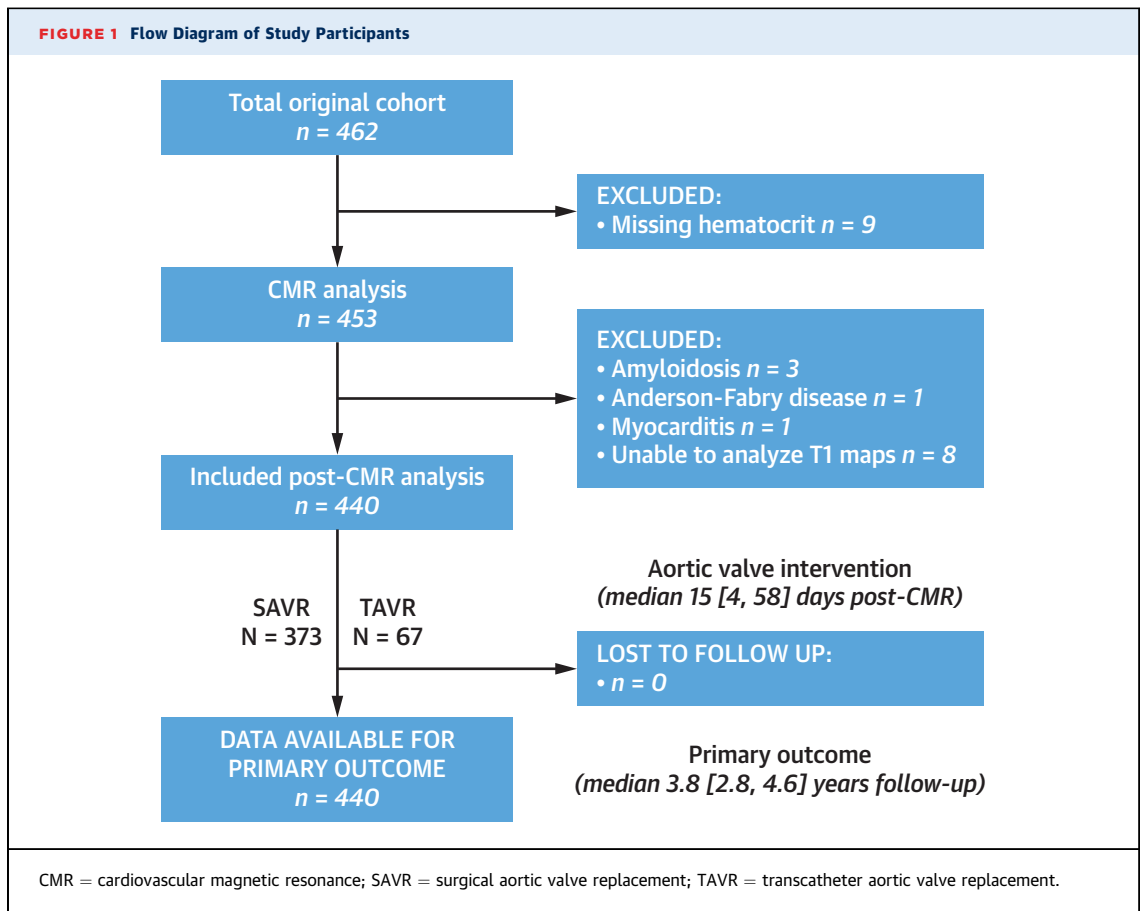 FIGURE 1 Flow Diagram of Study Participants
Total original cohort
n = 462
EXCLUDED:
• Missing hematocrit n = 9
CMR analysis
n = 453
EXCLUDED:
• Amyloidosis n = 3
• Anderson-Fabry disease n = 1
• Myocarditis n = 1
• Unable to analyze T1 maps n = 8
Included post-CMR analysis
n = 440
Aortic valve intervention
(median 15 [4, 58] days post-CMR)
SAVR
N = 373
TAVR
N = 67
LOST TO FOLLOW UP:
• n = 0
DATA AVAILABLE FOR
PRIMARY OUTCOME
n = 440
Primary outcome
(median 3.8 [2.8, 4.6] years follow-up)
CMR = cardiovascular magnetic resonance; SAVR = surgical aortic valve replacement; TAVR = transcatheter aortic valve replacement.